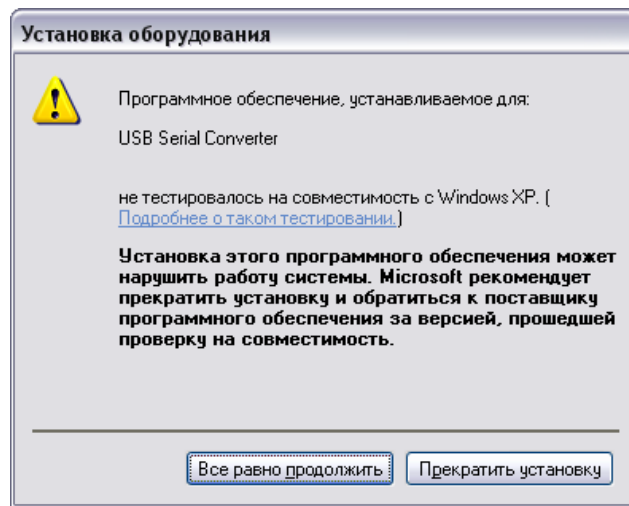 Установка оборудования
Программное обеспечение, устанавливаемое для:
USB Serial Converter
не тестировалось на совместимость с Windows XP. (
Подробнее о таком тестировании.)
Установка этого программного обеспечения может
нарушить работу системы. Microsoft рекомендует
прекратить установку и обратиться к поставщику
программного обеспечения за версией, прошедшей
проверку на совместимость.
Все равно продолжить
Прекратить установку